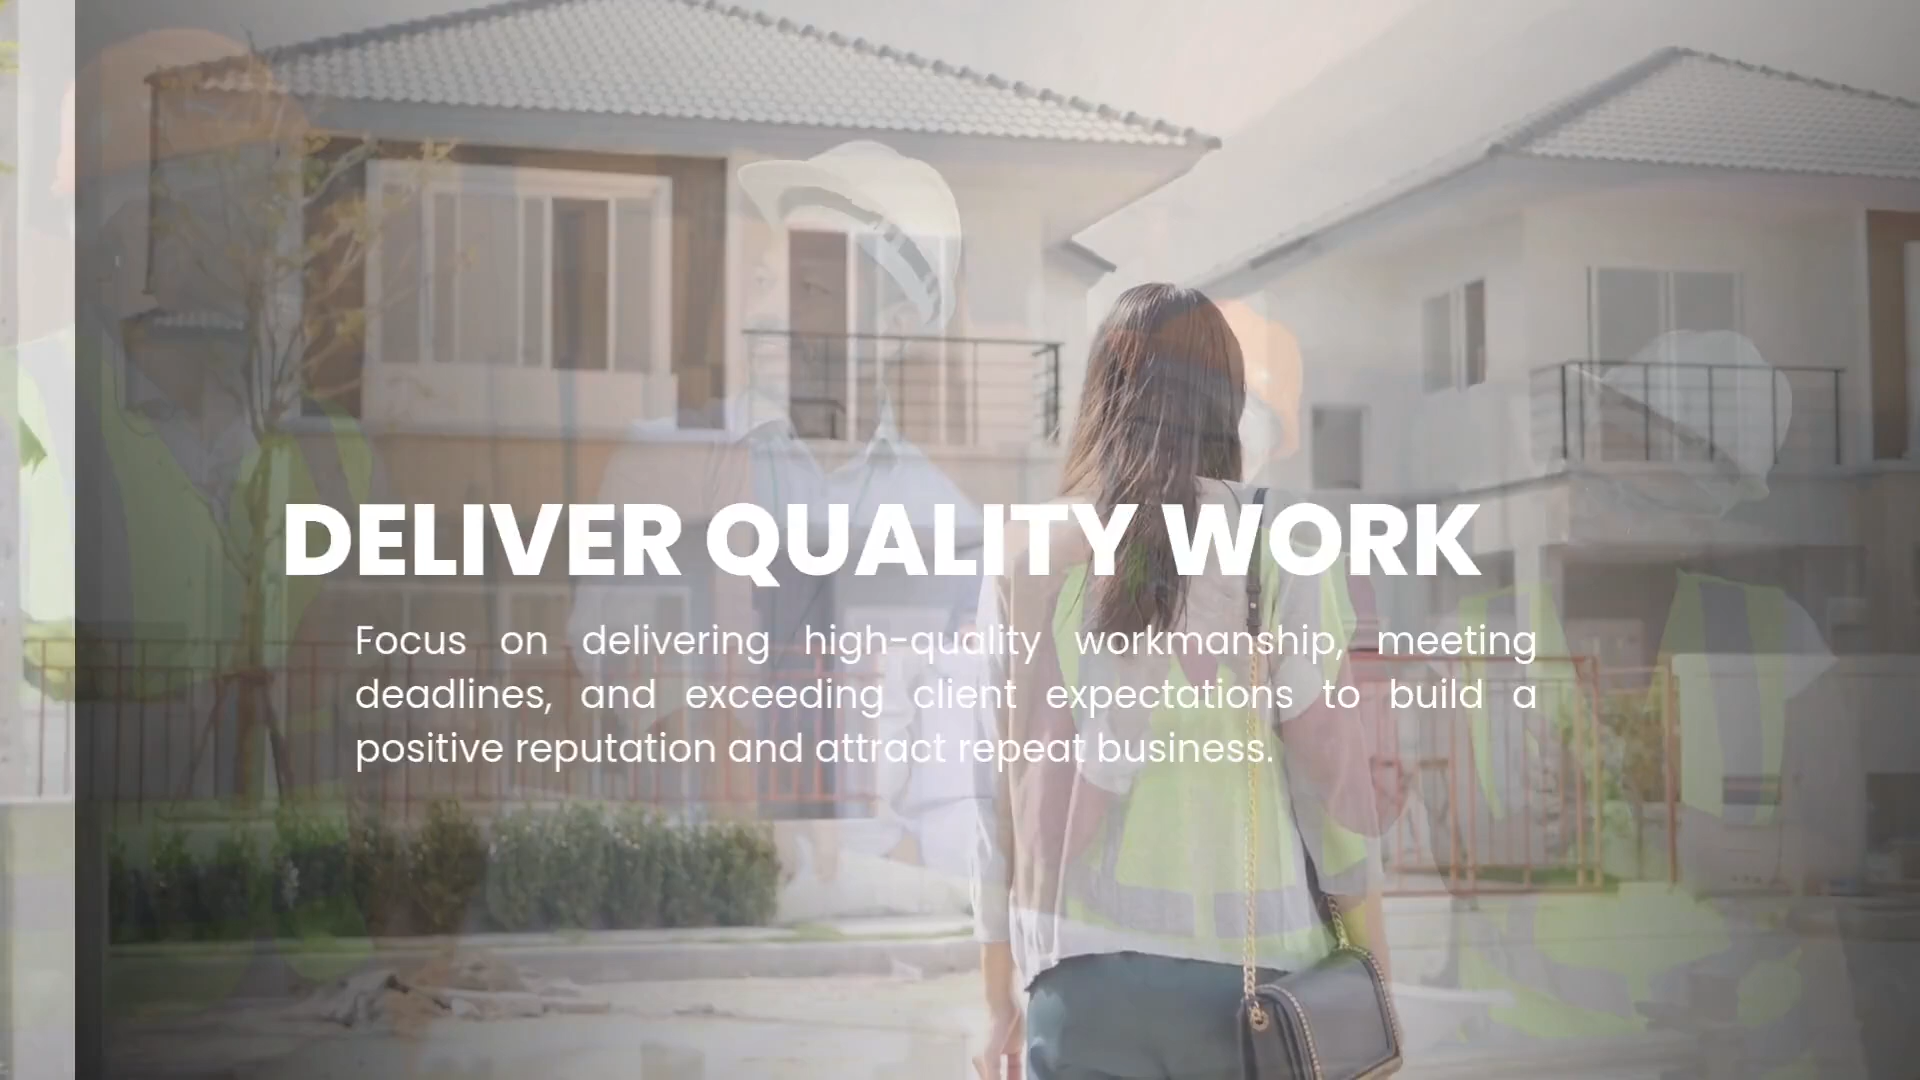 DELIVER QUALITY WORK
Focus on delivering high-quality workmanship, meeting
deadlines, and exceeding client expectations to build a
positive reputation and attract repeat business.